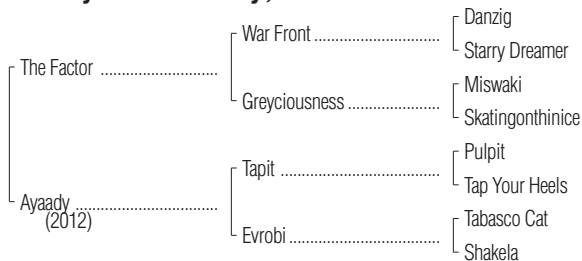 Danzig
War Front ..............................
Starry Dreamer
The Factor ............................
Miswaki
Greyciousness ......................
Skatingonthinice
Pulpit
Tapit ......................................
Tap Your Heels
Ayaady ..................................
(2012)
Tabasco Cat
Evrobi ....................................
Shakela